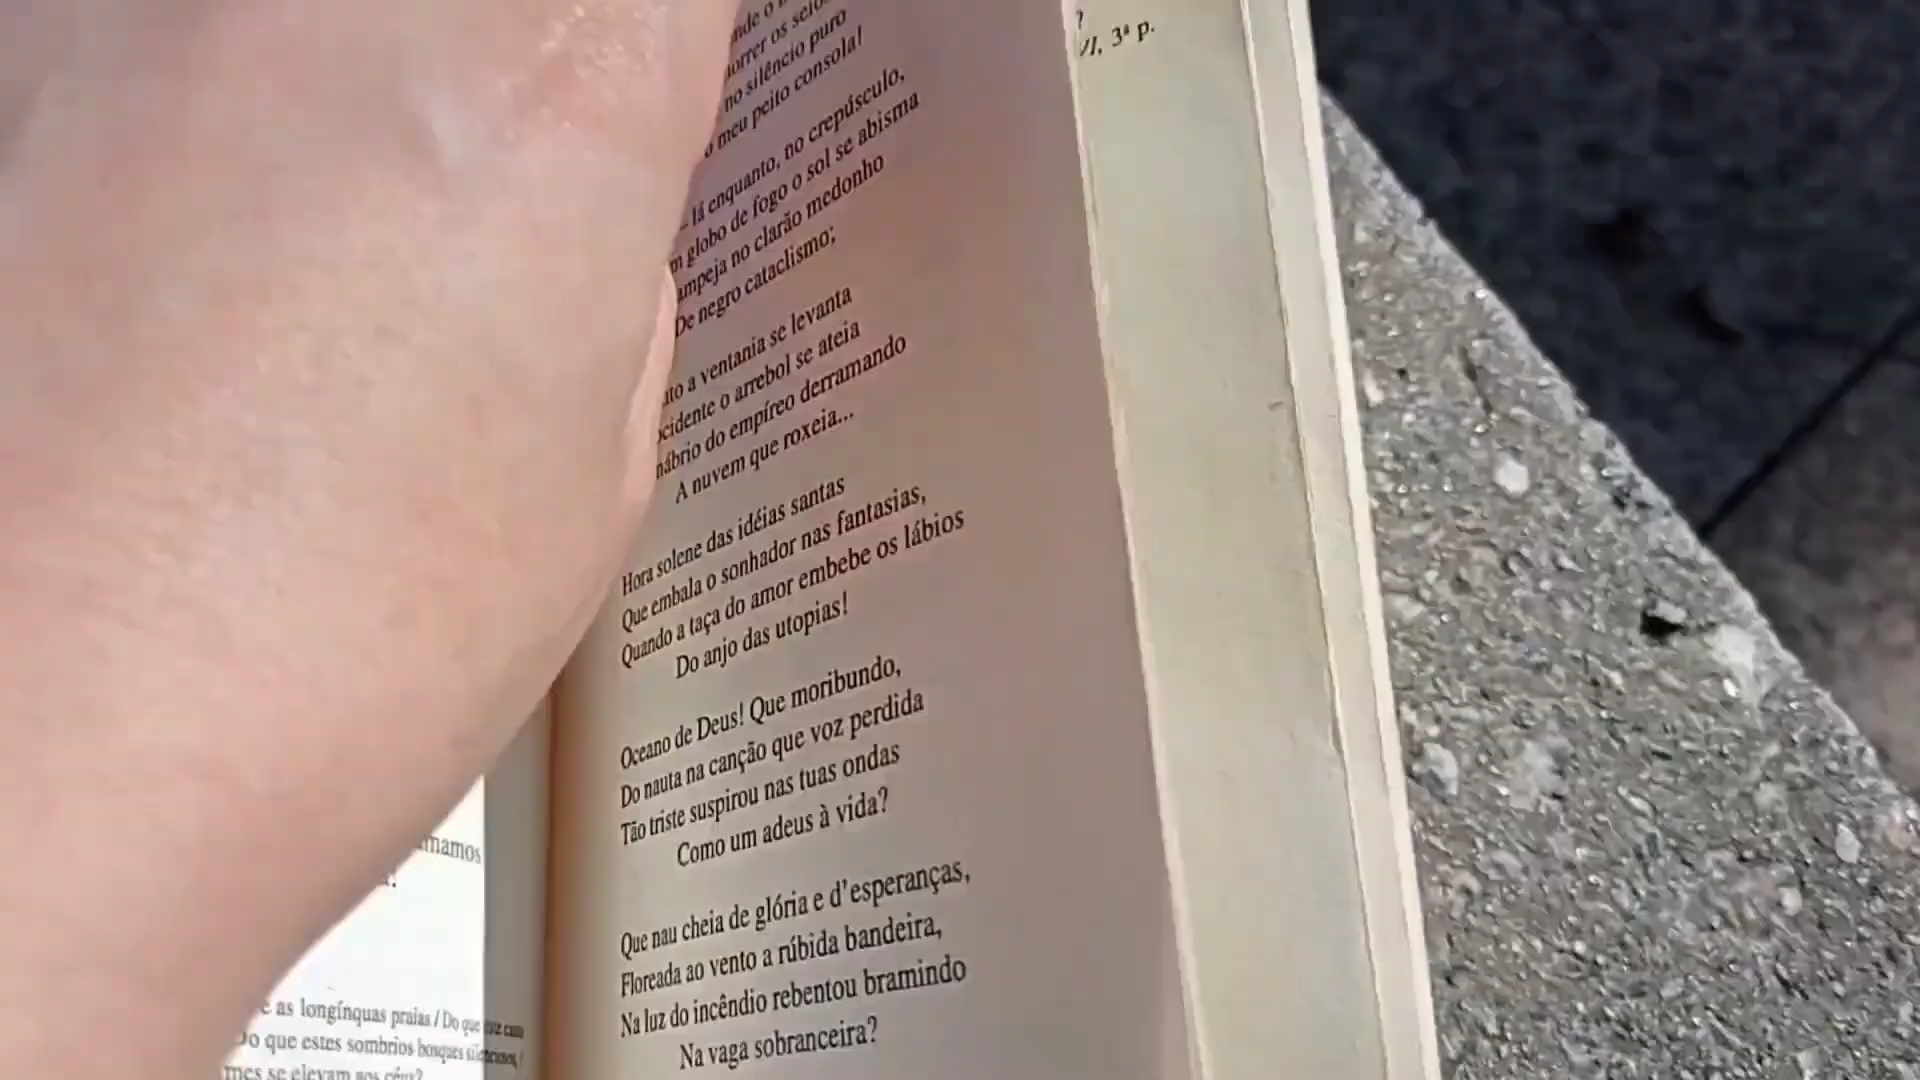 no silêncio puro
meu peito consola!
lá enquanto, no crepúsculo,
globo de fogo o sol se abisma
no clarão medonho
De negro cataclismo;
a ventania se levanta
o arrebol se ateia
do empíreo derramando
A nuvem que roxeia...
Hora solene das idéias santas
Que embala o sonhador nas fantasias,
Quando a taça do amor embebe os lábios
Do anjo das utopias!
Oceano de Deus! Que moribundo,
Do nauta na canção que voz perdida
Tão triste suspirou nas tuas ondas
Como um adeus à vida?
Que nau cheia de glória e d'esperanças,
Floreada ao vento a rúbida bandeira,
Na luz do incêndio rebentou bramindo
Na vaga sobranceira?
?
VI, 3ª p.
as longínquas praias / Do que
que estes sombrios bosques
se elevam aos céus?